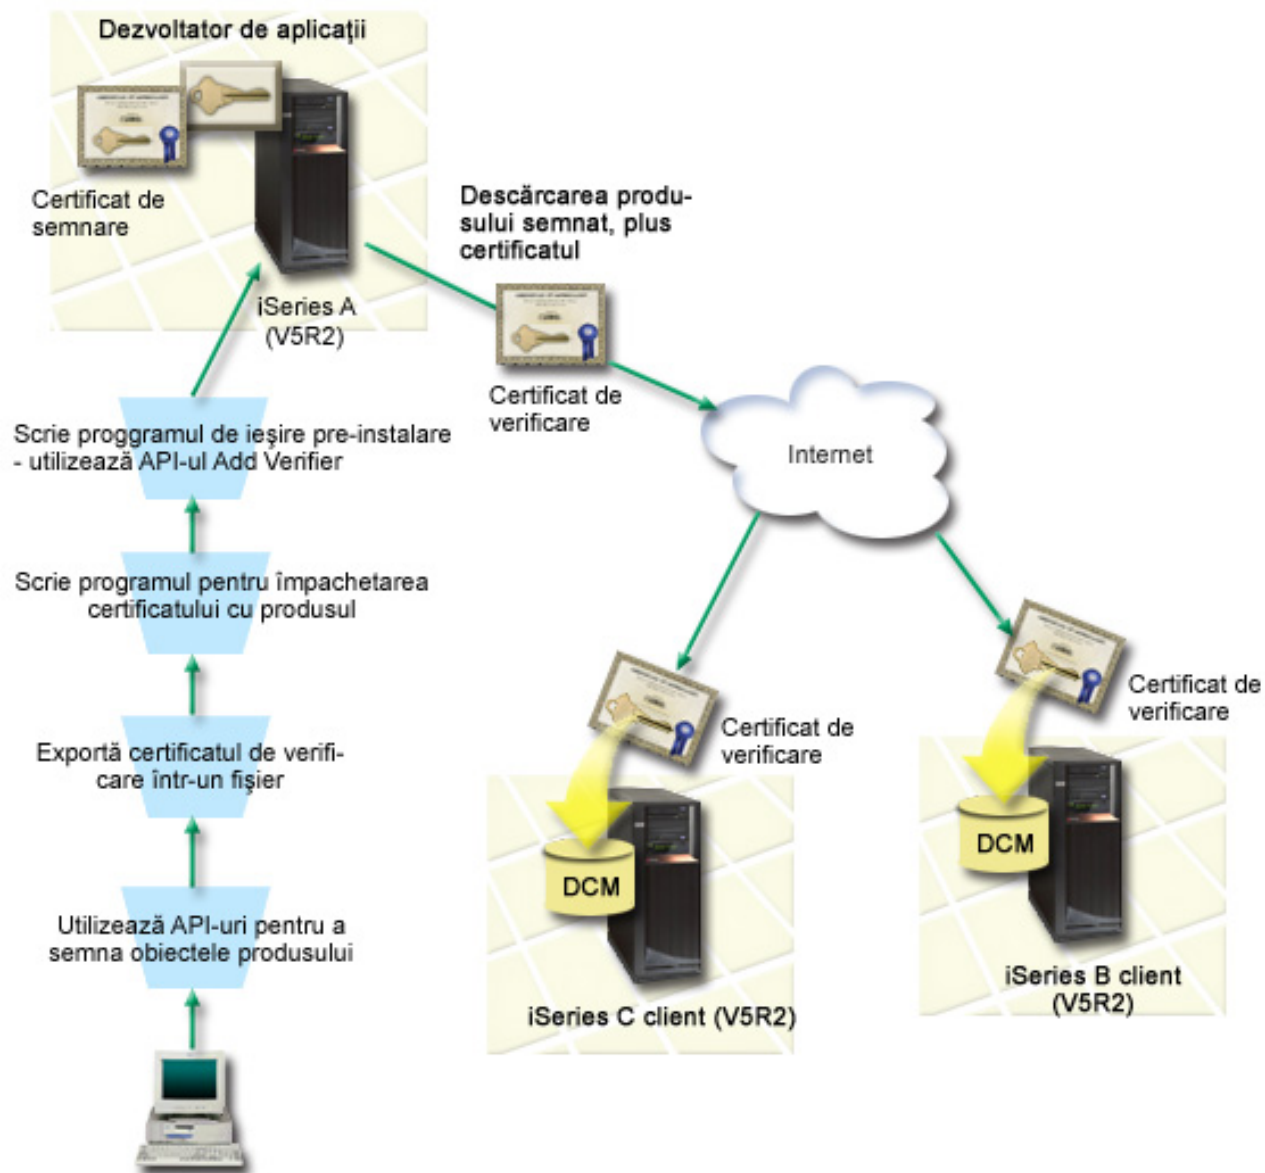 Dezvoltator de aplicaţii
Certificat de
semnare
iSeries A
(V5R2)
Descărcarea produ-
sului semnat, plus
certificatul
Certificat de
verificare
Internet
Scrie proggramul de ieşire pre-instalare
- utilizează API-ul Add Verifier
Scrie programul pentru împachetarea
certificatului cu produsul
Exportă certificatul de verifi-
care într-un fişier
Utilizează API-uri pentru a
semna obiectele produsului
Certificat de
verificare
DCM
iSeries C client (V5R2)
Certificat de
verificare
DCM
iSeries B client
(V5R2)